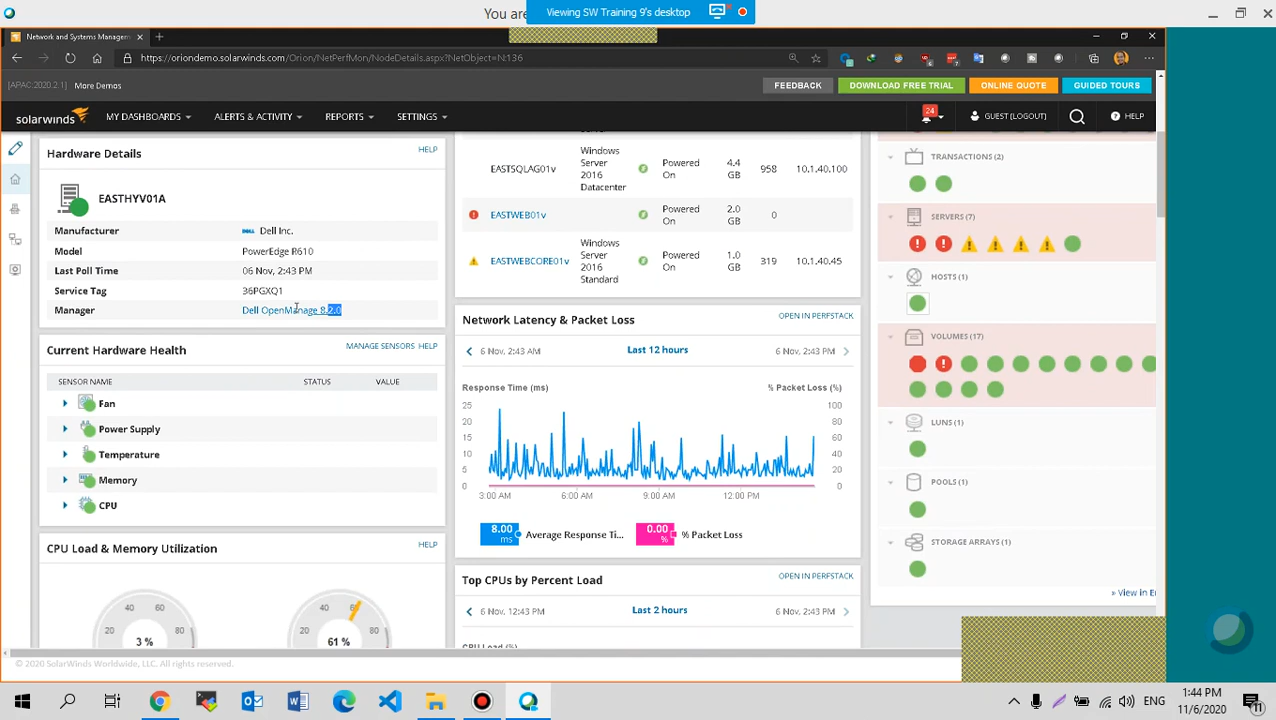 You are
Viewing SW Training 9's desktop
Network and Systems Managem
https://oriondemo.solarwinds.com/Orion/NetPerfMon/NodeDetails.aspx?NetObject=N:136
[APAC:2020.2.1] More Demos
FEEDBACK
DOWNLOAD FREE TRIAL
ONLINE QUOTE
GUIDED TOURS
solarwinds
MY DASHBOARDS
ALERTS & ACTIVITY
REPORTS
SETTINGS
24
GUEST (LOGOUT)
HELP
Hardware Details
HELP
EASTHYV01A
Manufacturer DELL Dell Inc.
Model PowerEdge R610
Last Poll Time 06 Nov, 2:43 PM
Service Tag 36PGXQ1
Manager Dell OpenManage 8.2.0
Current Hardware Health
MANAGE SENSORS HELP
SENSOR NAME STATUS VALUE
Fan
Power Supply
Temperature
Memory
CPU
CPU Load & Memory Utilization
HELP
40 60
20 80
3 %
40 60
20 80
61 %
Server
EASTSQLAG01v
Windows Server 2016 Datacenter
Powered On
4.4 GB
958
10.1.40.100
EASTWEB01v
Powered On
2.0 GB
0
EASTWEBCORE01v
Windows Server 2016 Standard
Powered On
1.0 GB
319
10.1.40.45
Network Latency & Packet Loss
OPEN IN PERFSTACK
6 Nov, 2:43 AM
Last 12 hours
6 Nov, 2:43 PM
Response Time (ms)
% Packet Loss (%)
25 100
20 80
15 60
10 40
5 20
0 0
3:00 AM 6:00 AM 9:00 AM 12:00 PM
8.00 ms Average Response Ti...
0.00 % % Packet Loss
Top CPUs by Percent Load
OPEN IN PERFSTACK
6 Nov, 12:43 PM
Last 2 hours
6 Nov, 2:43 PM
CPU Load (%)
TRANSACTIONS (2)
SERVERS (7)
HOSTS (1)
VOLUMES (17)
LUNS (1)
POOLS (1)
STORAGE ARRAYS (1)
» View in En
© 2020 SolarWinds Worldwide, LLC. All rights reserved.
ENG
1:44 PM
11/6/2020